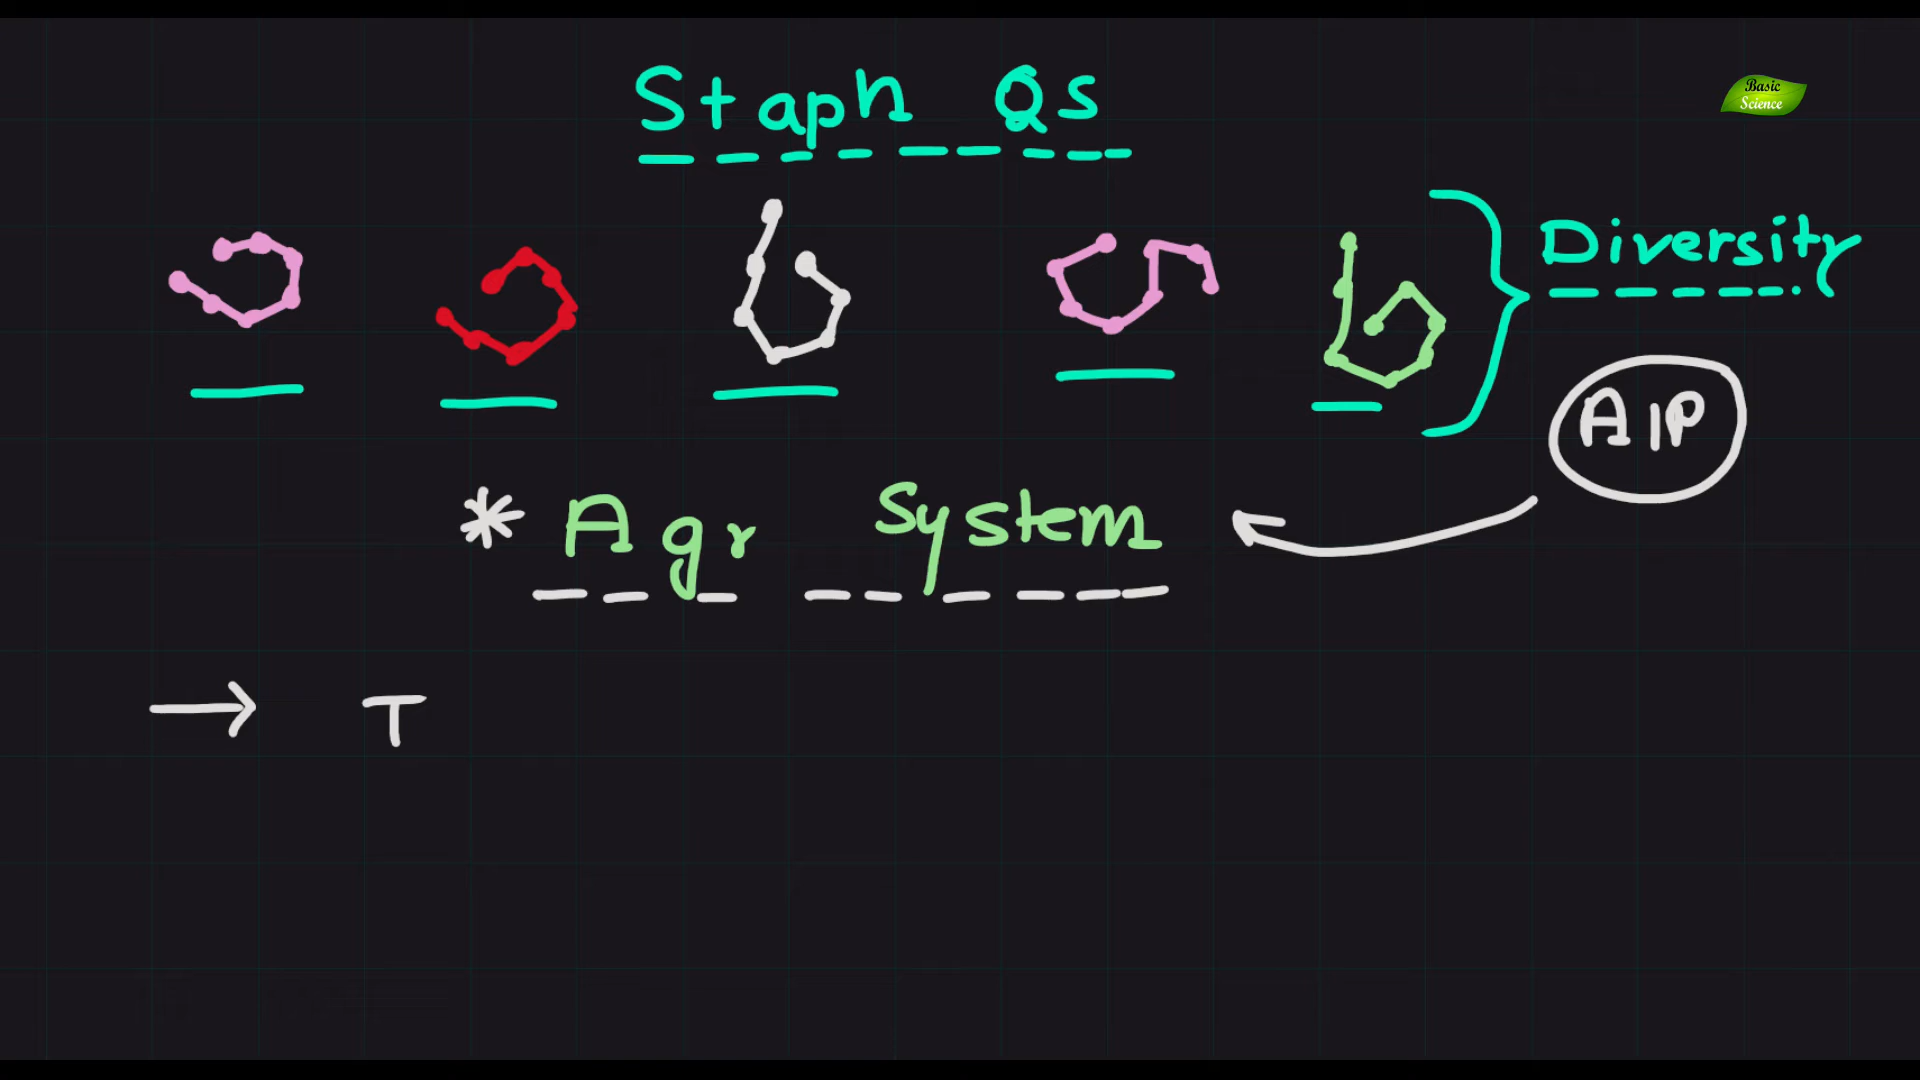 Staph Qs
Basic
Science
Diversity
AIP
* Agr System
→ T